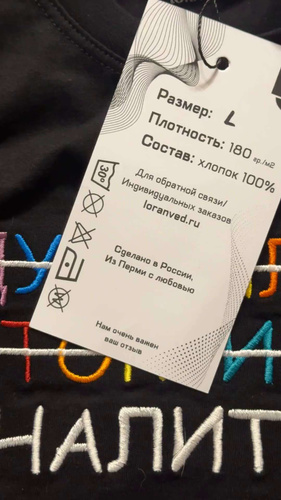 Размер: L
Плотность: 180 гр./м2
Состав: хлопок 100%
30°
Для обратной связи/
Индивидуальных заказов
loranved.ru
Сделано в России,
Из Перми с любовью
Нам очень важен
ваш отзыв
НАЛИТ